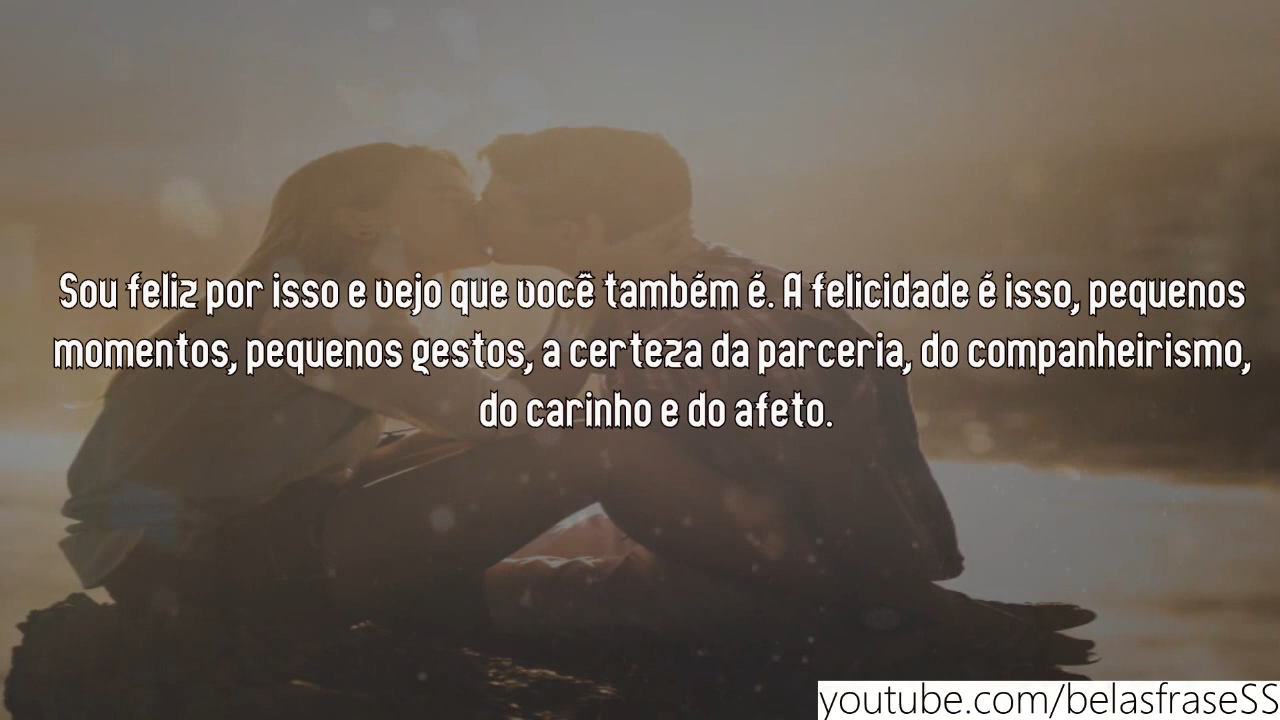 Sou feliz por isso e vejo que você também é. A felicidade é isso, pequenos
momentos, pequenos gestos, a certeza da parceria, do companheirismo,
do carinho e do afeto.
youtube.com/belasfraseSS